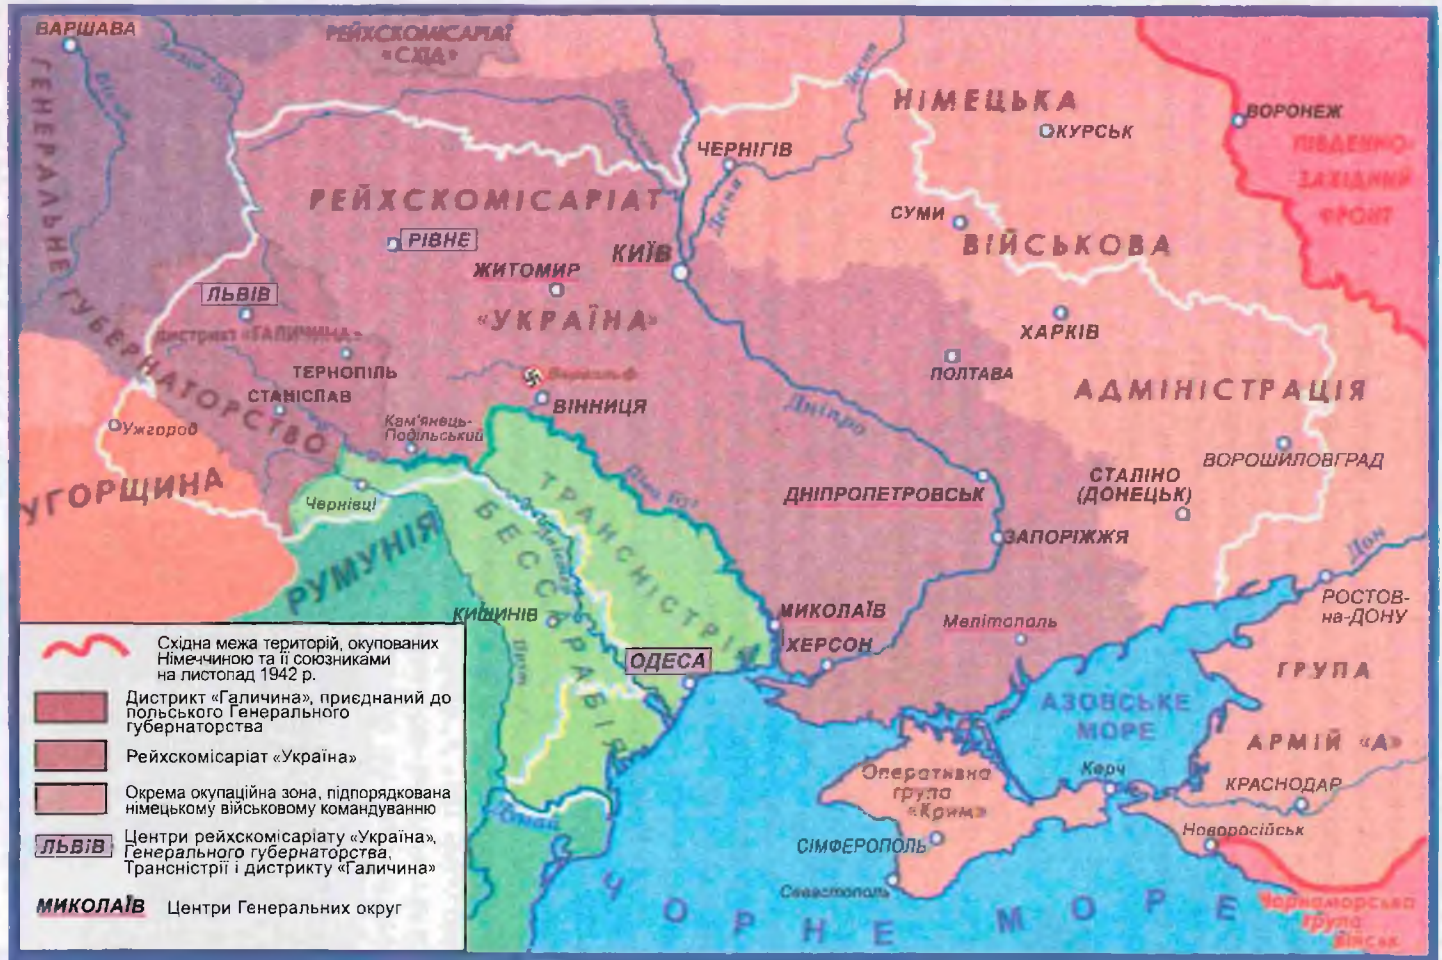 ВАРШАВА
РЕЙХСКОМІСАРІАТ
«СХІД»
ГЕНЕРАЛЬНЕ
ГУБЕРНАТОРСТВО
Вісла
Десна
НІМЕЦЬКА
ВОРОНЕЖ
КУРСЬК
ПІВДЕННО-
ЗАХІДНИЙ
ФРОНТ
ЧЕРНІГІВ
Десна
РЕЙХСКОМІСАРІАТ
СУМИ
ВІЙСЬКОВА
РІВНЕ
КИЇВ
ЖИТОМИР
ЛЬВІВ
«УКРАЇНА»
ХАРКІВ
дистрикт «ГАЛИЧИНА»
ПОЛТАВА
ТЕРНОПІЛЬ
СТАНІСЛАВ
АДМІНІСТРАЦІЯ
ВІННИЦЯ
Дніпро
Кам'янець-
Подільський
Ужгород
ВОРОШИЛОВГРАД
УГОРЩИНА
СТАЛІНО
(ДОНЕЦЬК)
Чернівці
ДНІПРОПЕТРОВСЬК
ТРАНСНІСТРІЯ
БЕССАРАБІЯ
РУМУНІЯ
ЗАПОРІЖЖЯ
Дон
КИШИНІВ
МИКОЛАЇВ
ХЕРСОН
Мелітополь
РОСТОВ-
на-ДОНУ
Прут
ОДЕСА
ГРУПА
АРМІЙ «А»
АЗОВСЬКЕ
МОРЕ
Керч
КРАСНОДАР
Оперативна
група
«Крим»
Новоросійськ
СІМФЕРОПОЛЬ
Севастополь
Дунай
ЧОРНЕ МОРЕ
Чорноморська
група
військ
Східна межа територій, окупованих
Німеччиною та її союзниками
на листопад 1942 р.
Дистрикт «Галичина», приєднаний до
польського Генерального
губернаторства
Рейхскомісаріат «Україна»
Окрема окупаційна зона, підпорядкована
німецькому військовому командуванню
ЛЬВІВ
Центри рейхскомісаріату «Україна»,
Генерального губернаторства,
Трансністрії і дистрикту «Галичина»
МИКОЛАЇВ
Центри Генеральних округ